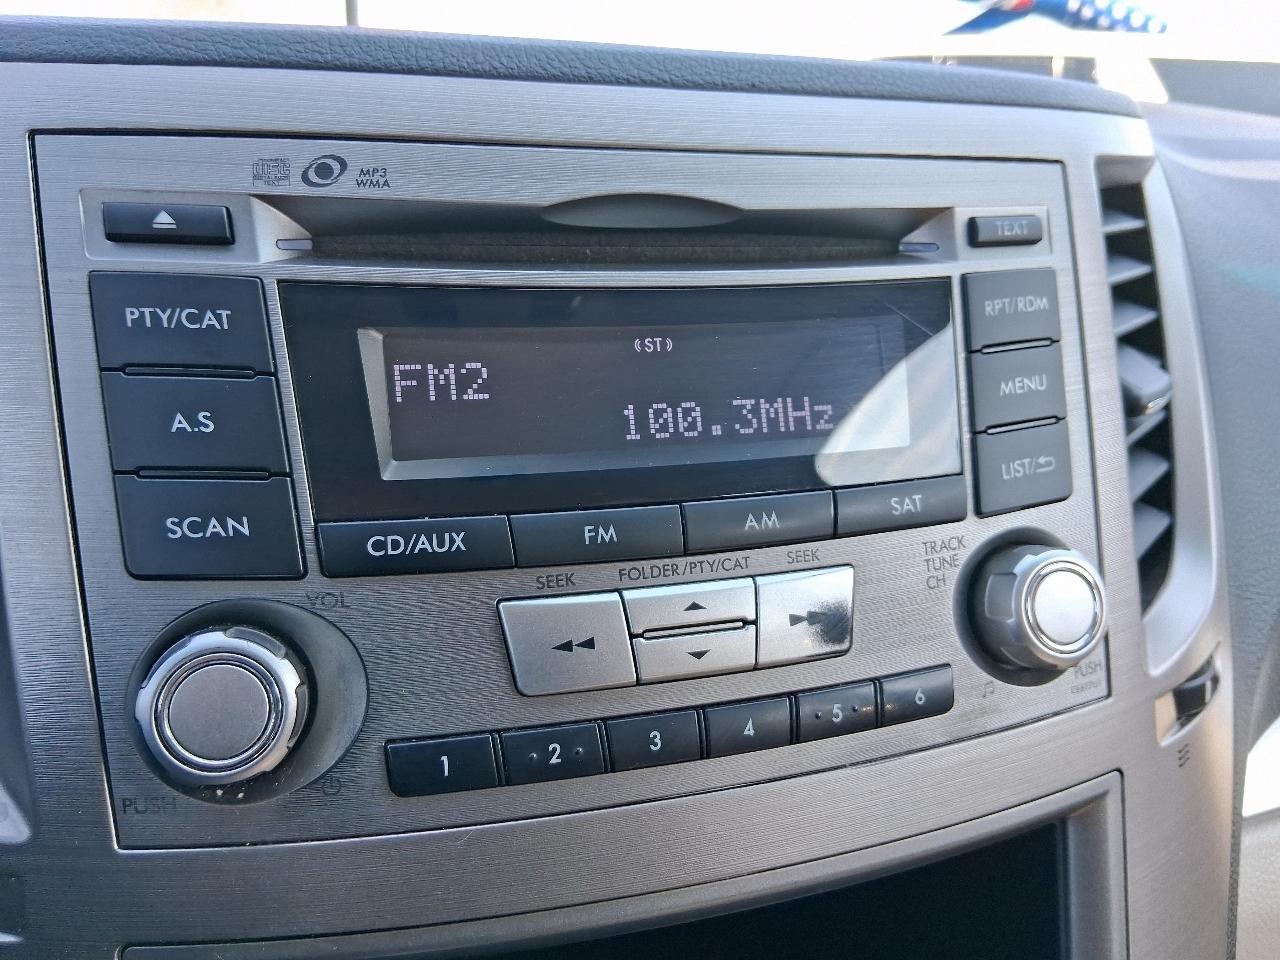 disc
MP3
WMA
TEXT
PTY/CAT
A.S
SCAN
(ST)
FM2
100.3MHz
RPT/RDM
MENU
LIST/
CD/AUX
FM
AM
SAT
SEEK
FOLDER/PTY/CAT
SEEK
TRACK
TUNE
CH
VOL
PUSH
PUSH
1
2
3
4
5
6